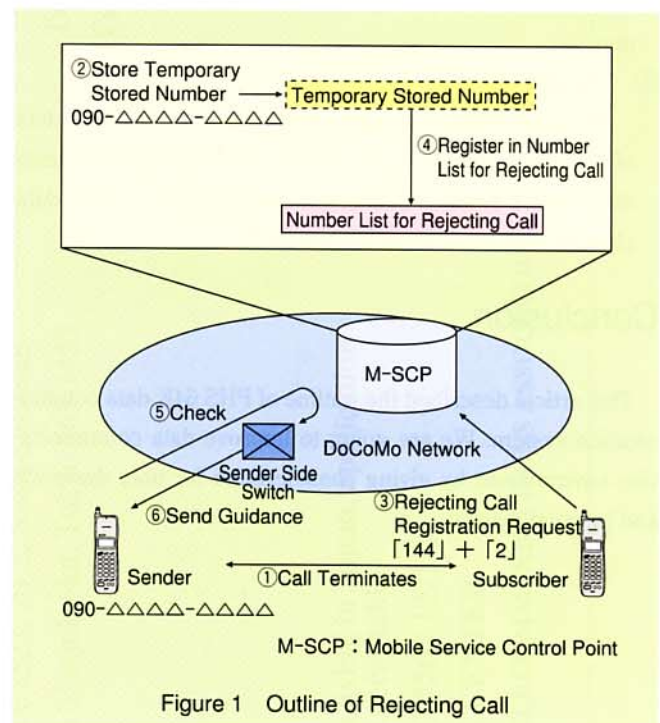 ②Store Temporary
Stored Number
090-△△△△-△△△△
Temporary Stored Number
④Register in Number
List for Rejecting Call
Number List for Rejecting Call
M-SCP
⑤Check
DoCoMo Network
Sender Side
Switch
⑥Send Guidance
③Rejecting Call
Registration Request
「144」+「2」
Sender
①Call Terminates
Subscriber
090-△△△△-△△△△
M-SCP：Mobile Service Control Point
Figure 1 Outline of Rejecting Call